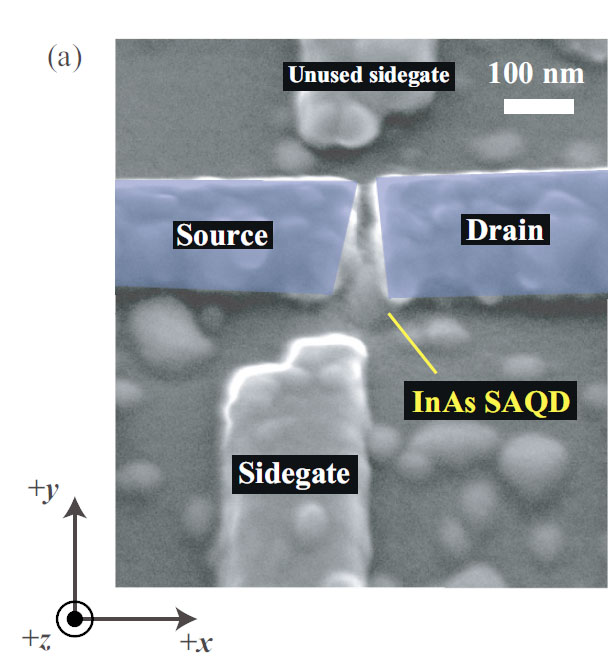 (a)
Unused sidegate
100 nm
Source
Drain
InAs SAQD
Sidegate
+y
+z
+x